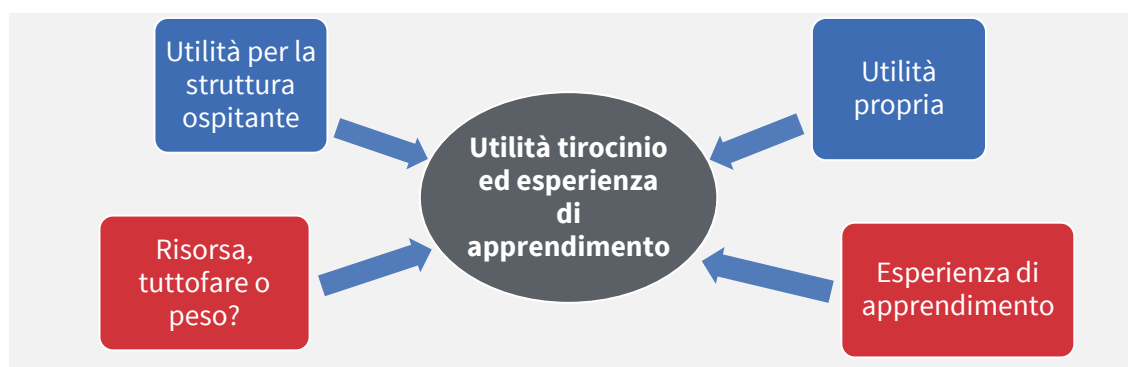 Utilità per la
struttura
ospitante
Utilità
propria
Utilità tirocinio
ed esperienza
di
apprendimento
Risorsa,
tuttofare o
peso?
Esperienza di
apprendimento